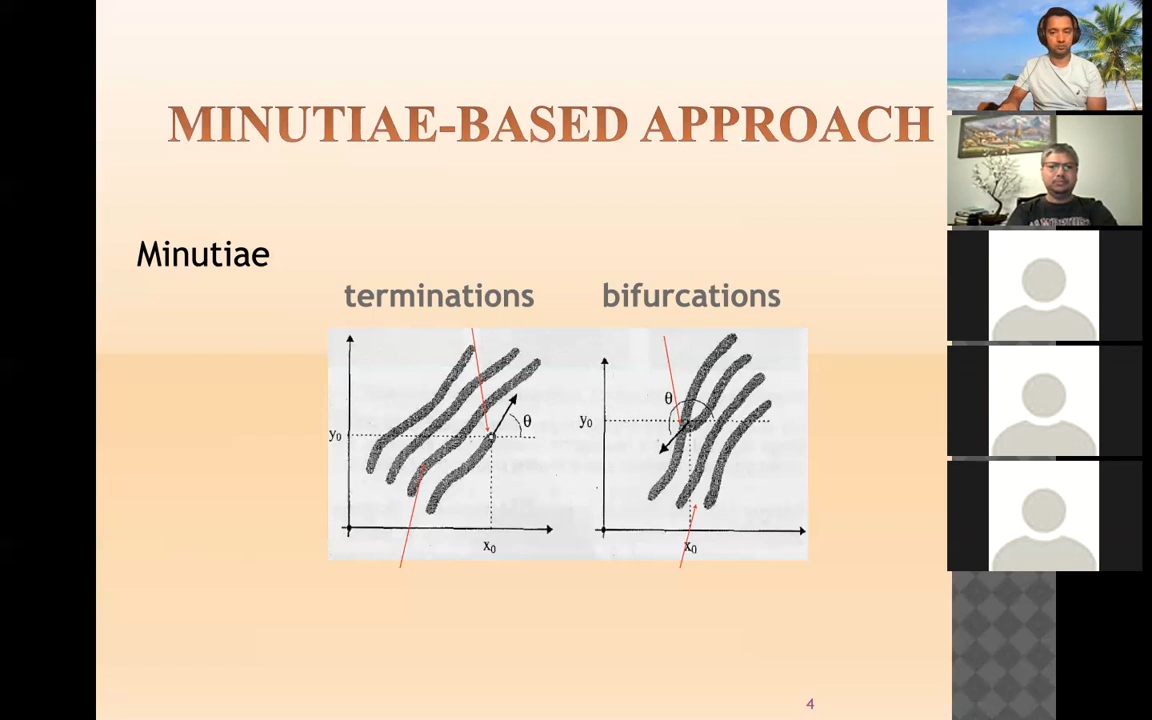 MINUTIAE-BASED APPROACH
Minutiae
terminations bifurcations
θ θ
y₀ y₀
x₀ x₀
4